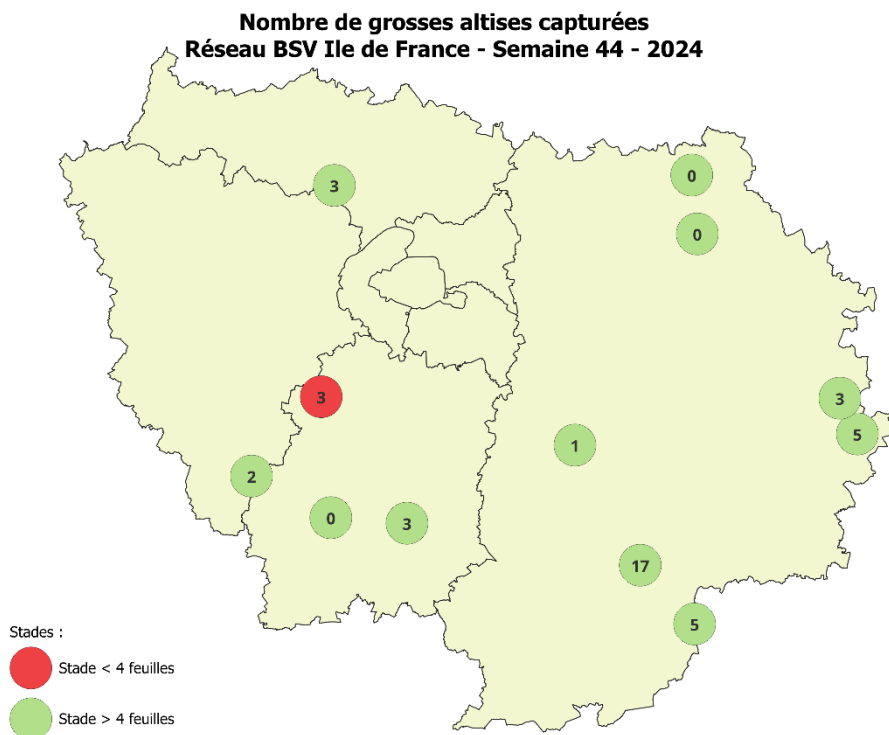 Nombre de grosses altises capturées
Réseau BSV Ile de France - Semaine 44 - 2024
0
3
0
3
3
5
1
2
0
3
17
5
Stades :
Stade < 4 feuilles
Stade > 4 feuilles